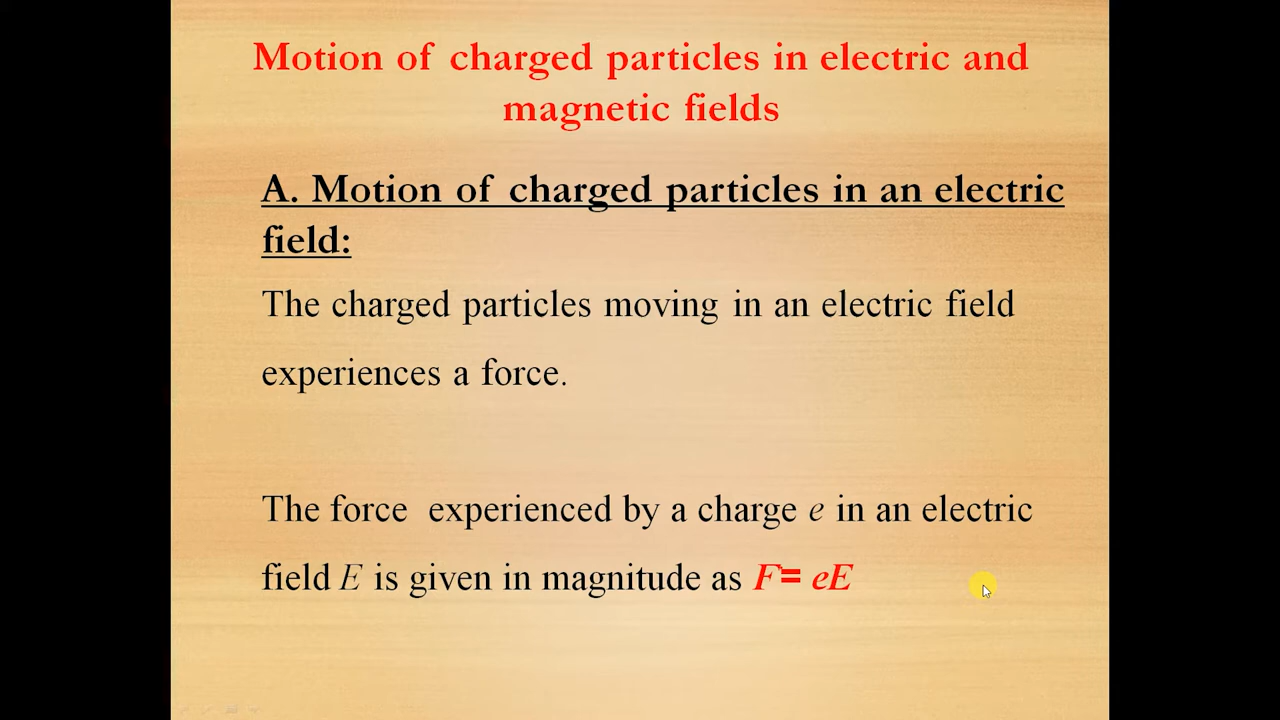 Motion of charged particles in electric and
magnetic fields
A. Motion of charged particles in an electric
field:
The charged particles moving in an electric field
experiences a force.
The force experienced by a charge e in an electric
field E is given in magnitude as F= eE